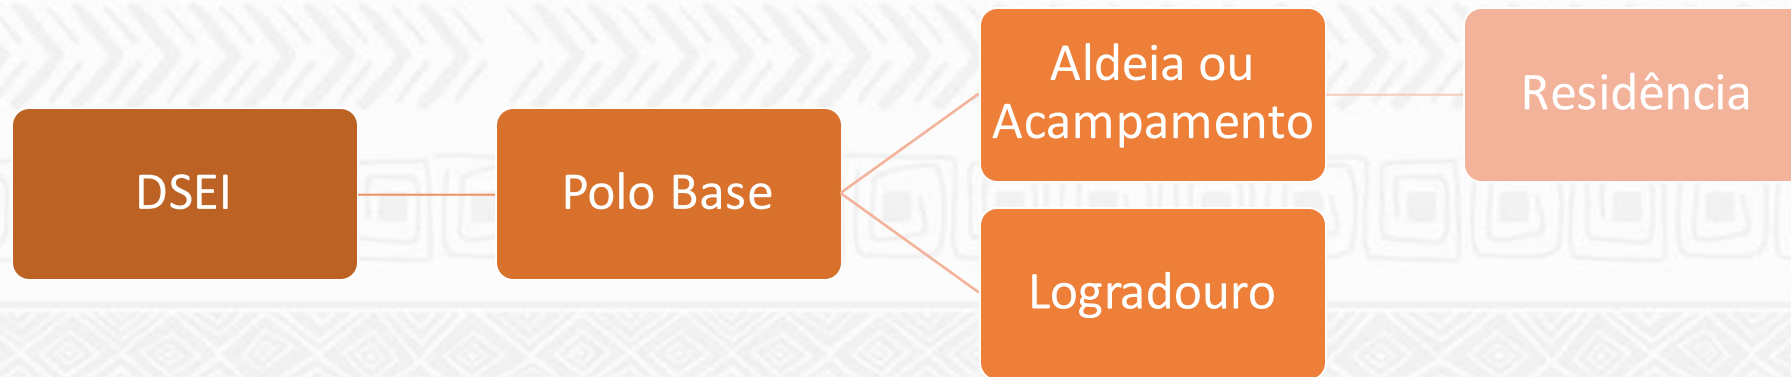 DSEI
Polo Base
Aldeia ou
Acampamento
Logradouro
Residência